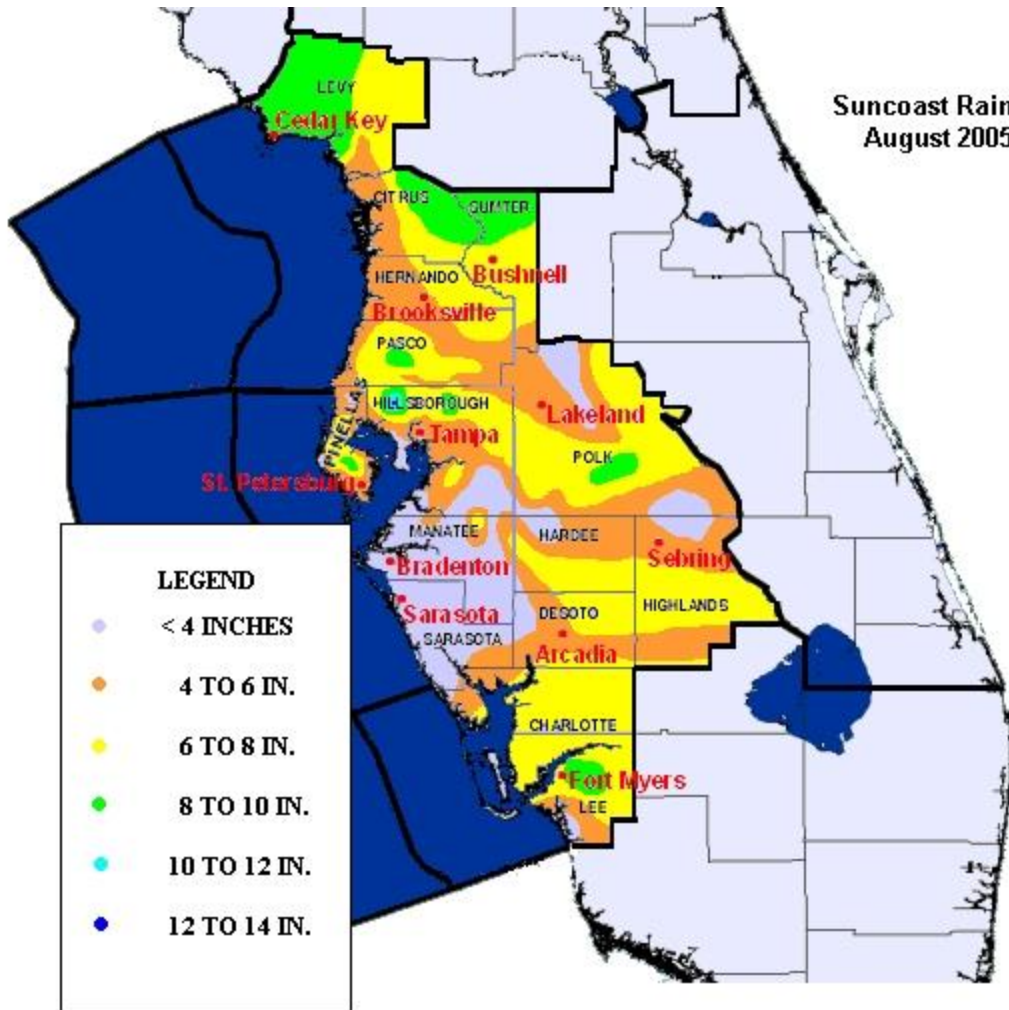 Suncoast Rain
August 2005
LEVY
Cedar Key
CITRUS
SUMTER
Bushnell
HERNANDO
Brooksville
PASCO
PINELLAS
HILLSBOROUGH
Lakeland
Tampa
POLK
St. Petersburg
MANATEE
HARDEE
Sebring
Bradenton
Sarasota
DESOTO
HIGHLANDS
SARASOTA
Arcadia
CHARLOTTE
Fort Myers
LEE
LEGEND
< 4 INCHES
4 TO 6 IN.
6 TO 8 IN.
8 TO 10 IN.
10 TO 12 IN.
12 TO 14 IN.